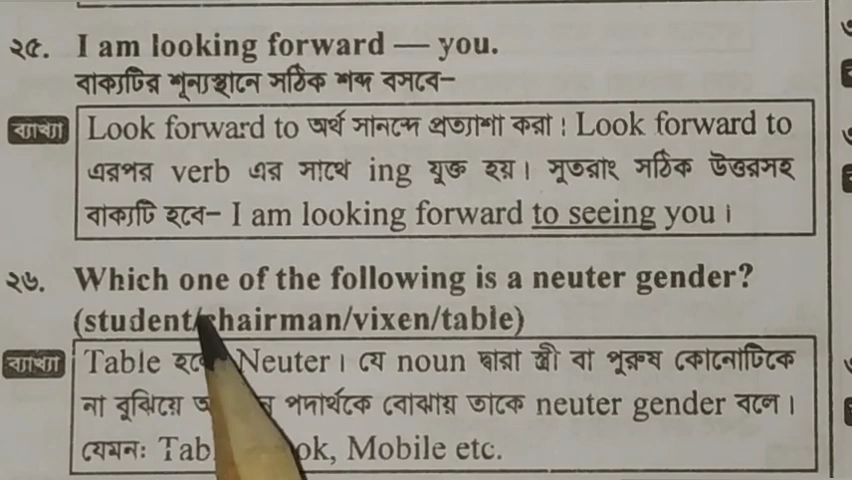 ২৫. I am looking forward — you.
বাক্যটির শূন্যস্থানে সঠিক শব্দ বসবে–
ব্যাখ্যা Look forward to অর্থ সানন্দে প্রত্যাশা করা। Look forward to
এরপর verb এর সাথে ing যুক্ত হয়। সুতরাং সঠিক উত্তরসহ
বাক্যটি হবে– I am looking forward to seeing you।
২৬. Which one of the following is a neuter gender?
(student/chairman/vixen/table)
ব্যাখ্যা Table Neuter। যে noun দ্বারা স্ত্রী বা পুরুষ কোনোটিকে
না বুঝিয়ে পদার্থকে বোঝায় তাকে neuter gender বলে।
যেমনঃ Mobile etc.